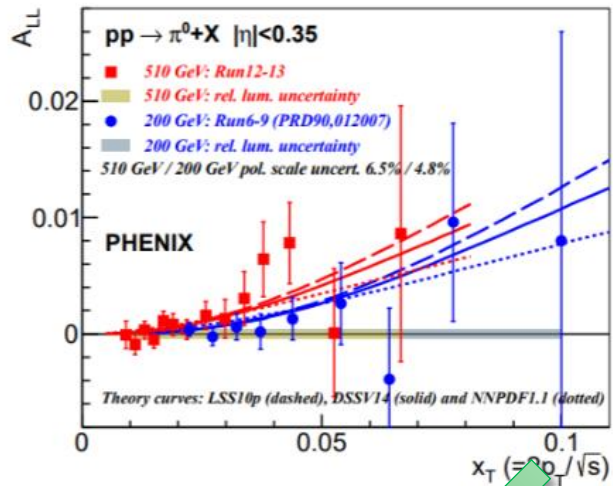 A_LL
pp → π⁰+X |η|<0.35
510 GeV: Run12-13
510 GeV: rel. lum. uncertainty
200 GeV: Run6-9 (PRD90,012007)
200 GeV: rel. lum. uncertainty
510 GeV / 200 GeV pol. scale uncert. 6.5% / 4.8%
0.02
0.01
PHENIX
0
Theory curves: LSS10p (dashed), DSSV14 (solid) and NNPDF1.1 (dotted)
0 0.05 0.1
x_T (=2p_T/√s)